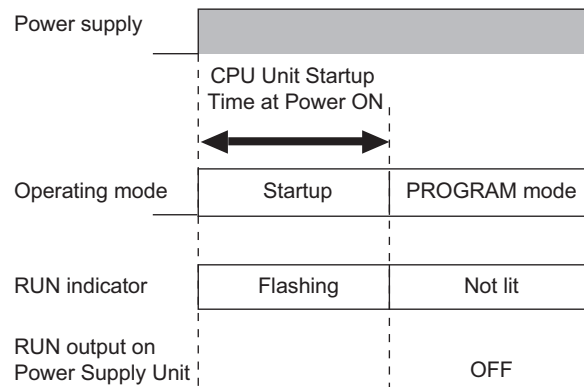 Power supply
CPU Unit Startup
Time at Power ON
Operating mode
Startup
PROGRAM mode
RUN indicator
Flashing
Not lit
RUN output on
Power Supply Unit
OFF